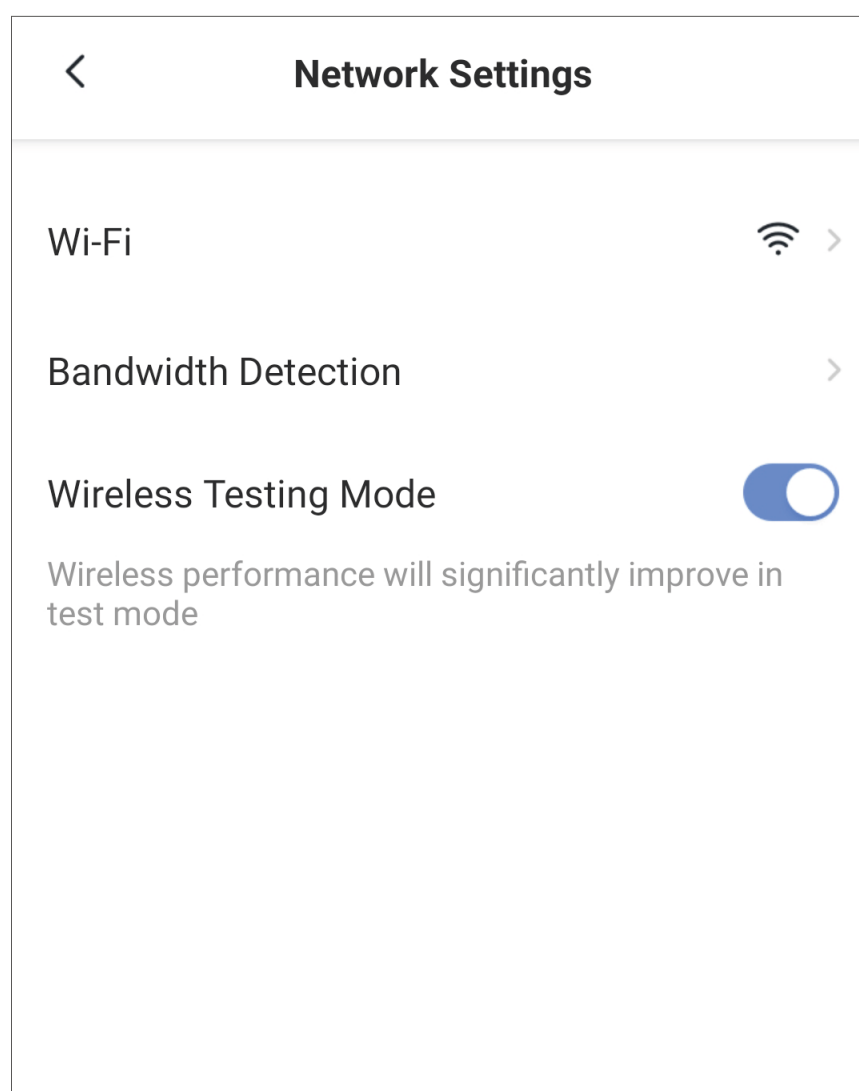 Network Settings
Wi-Fi
Bandwidth Detection
Wireless Testing Mode
Wireless performance will significantly improve in
test mode